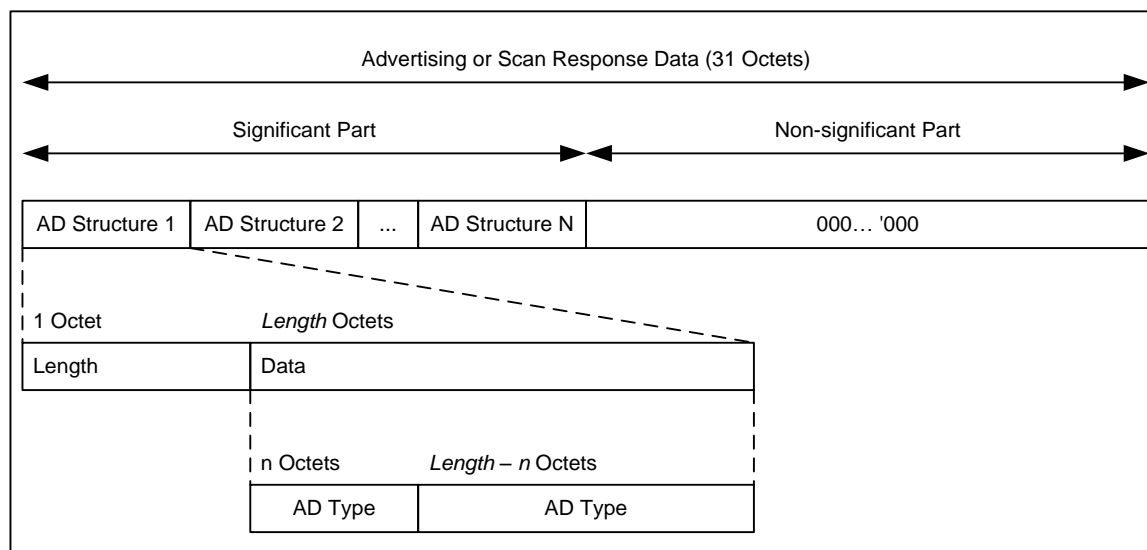 Advertising or Scan Response Data (31 Octets)
Significant Part Non-significant Part
AD Structure 1 AD Structure 2 ... AD Structure N 000… '000
1 Octet Length Octets
Length Data
n Octets Length – n Octets
AD Type AD Type